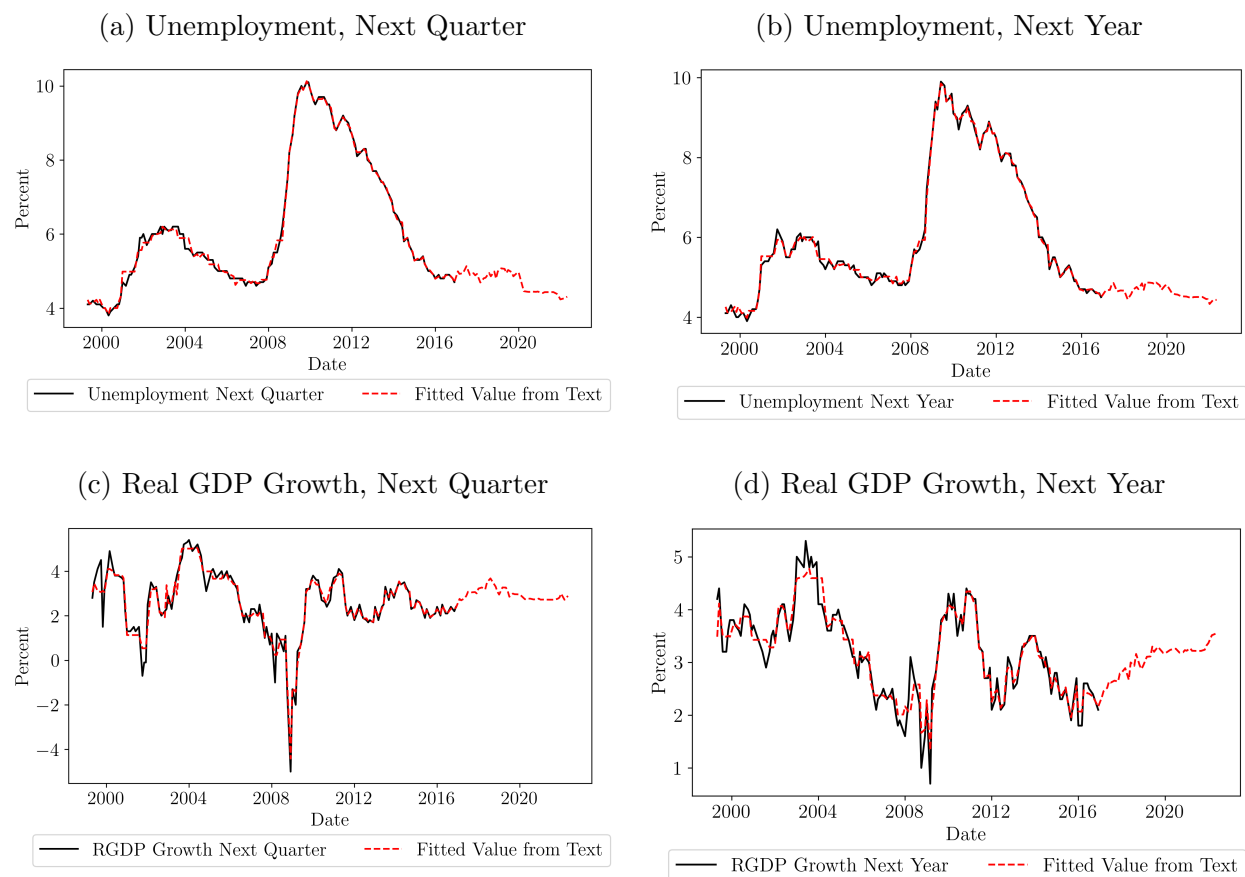 (a) Unemployment, Next Quarter
10
8
6
4
Percent
2000 2004 2008 2012 2016 2020
Date
Unemployment Next Quarter Fitted Value from Text
(b) Unemployment, Next Year
10
8
6
4
Percent
2000 2004 2008 2012 2016 2020
Date
Unemployment Next Year Fitted Value from Text
(c) Real GDP Growth, Next Quarter
4
2
0
−2
−4
Percent
2000 2004 2008 2012 2016 2020
Date
RGDP Growth Next Quarter Fitted Value from Text
(d) Real GDP Growth, Next Year
5
4
3
2
1
Percent
2000 2004 2008 2012 2016 2020
Date
RGDP Growth Next Year Fitted Value from Text